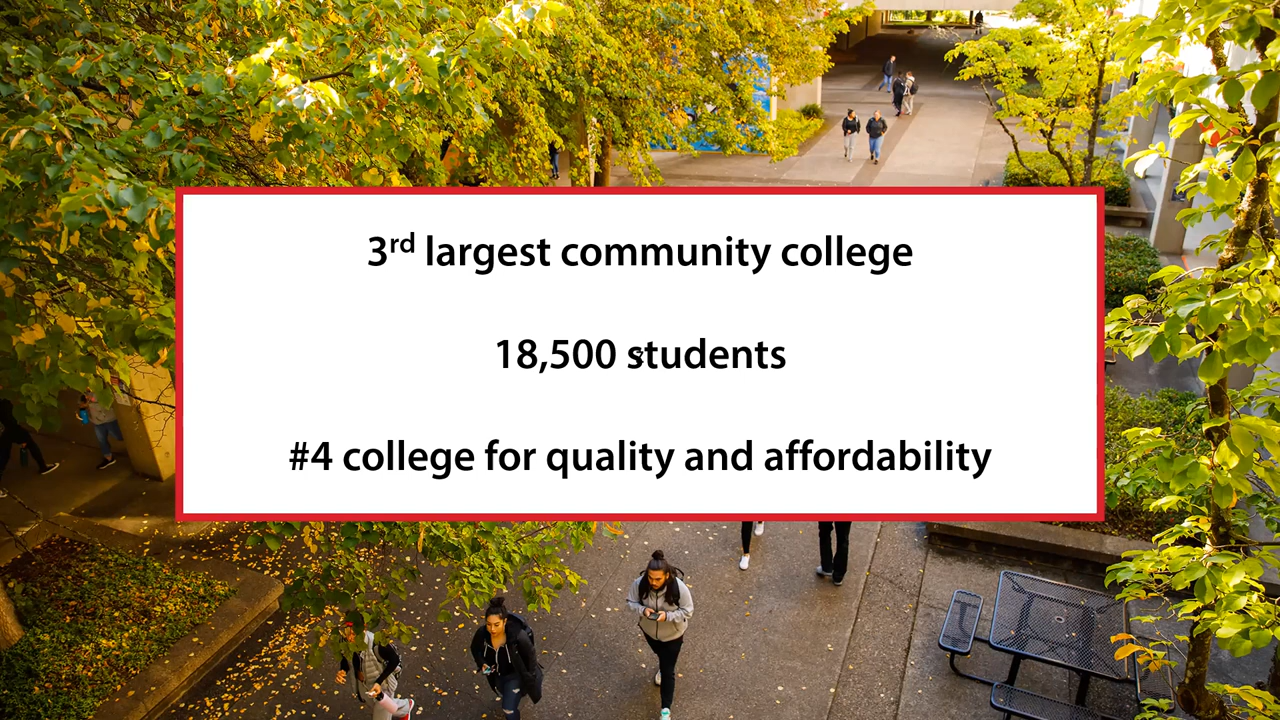 3rd largest community college
18,500 students
#4 college for quality and affordability